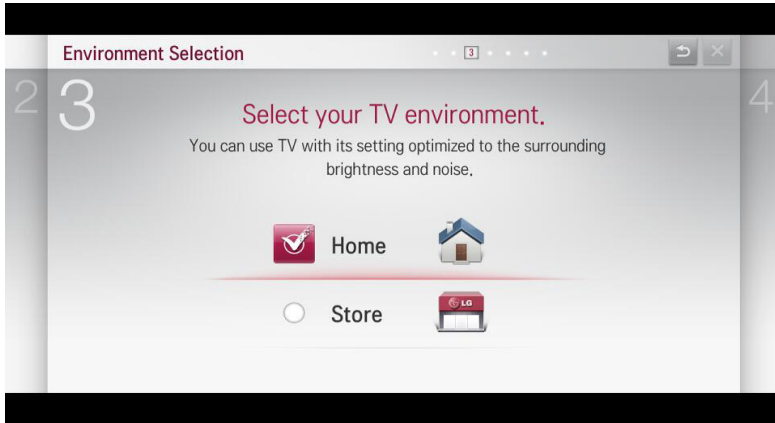 Environment Selection
3
2
3
4
Select your TV environment.
You can use TV with its setting optimized to the surrounding
brightness and noise.
Home
Store
LG